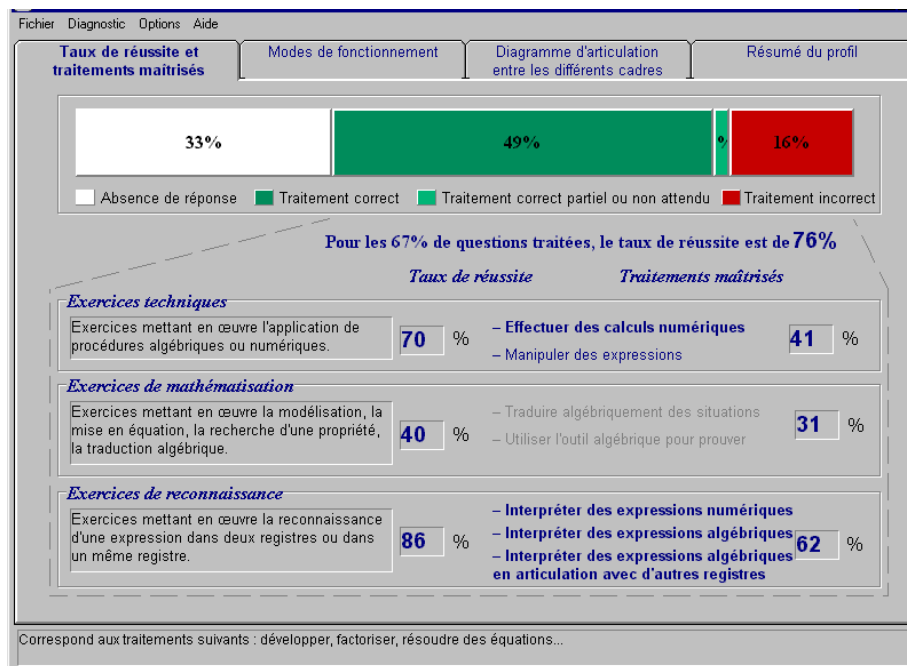 Fichier Diagnostic Options Aide
Taux de réussite et
traitements maîtrisés
Modes de fonctionnement
Diagramme d'articulation
entre les différents cadres
Résumé du profil
33% 49% % 16%
Absence de réponse Traitement correct Traitement correct partiel ou non attendu Traitement incorrect
Pour les 67% de questions traitées, le taux de réussite est de 76%
Taux de réussite Traitements maîtrisés
Exercices techniques
Exercices mettant en œuvre l'application de
procédures algébriques ou numériques.
70 %
– Effectuer des calculs numériques
– Manipuler des expressions
41 %
Exercices de mathématisation
Exercices mettant en œuvre la modélisation, la
mise en équation, la recherche d'une propriété,
la traduction algébrique.
40 %
– Traduire algébriquement des situations
– Utiliser l'outil algébrique pour prouver
31 %
Exercices de reconnaissance
Exercices mettant en œuvre la reconnaissance
d'une expression dans deux registres ou dans
un même registre.
86 %
– Interpréter des expressions numériques
– Interpréter des expressions algébriques
– Interpréter des expressions algébriques
en articulation avec d'autres registres
62 %
Correspond aux traitements suivants : développer, factoriser, résoudre des équations...